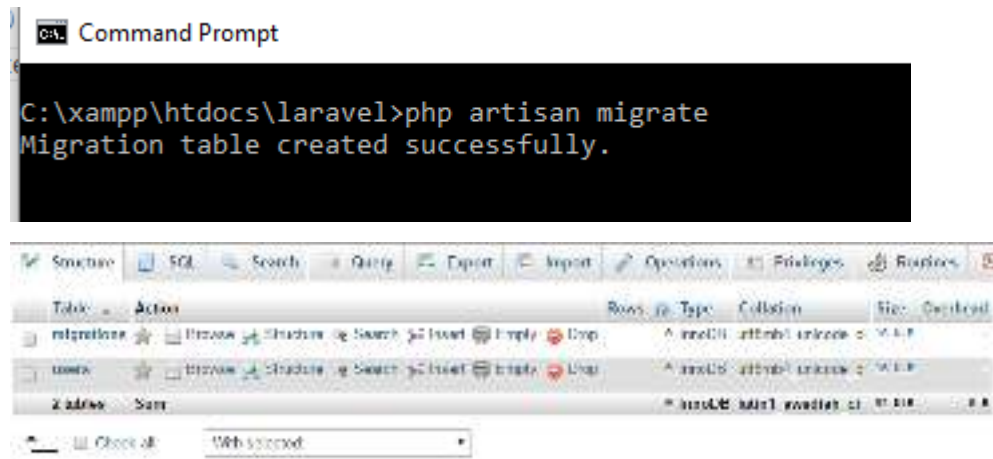 Command Prompt
C:\xampp\htdocs\laravel>php artisan migrate
Migration table created successfully.
Structure SQL Search Query Export Import Operations Privileges Routines
Table Action Rows Type Collation Size Overhead
migrations Browse Structure Search Insert Empty Drop InnoDB
users Browse Structure Search Insert Empty Drop InnoDB
2 tables Sum InnoDB latin1_swedish_ci
Check all With selected: